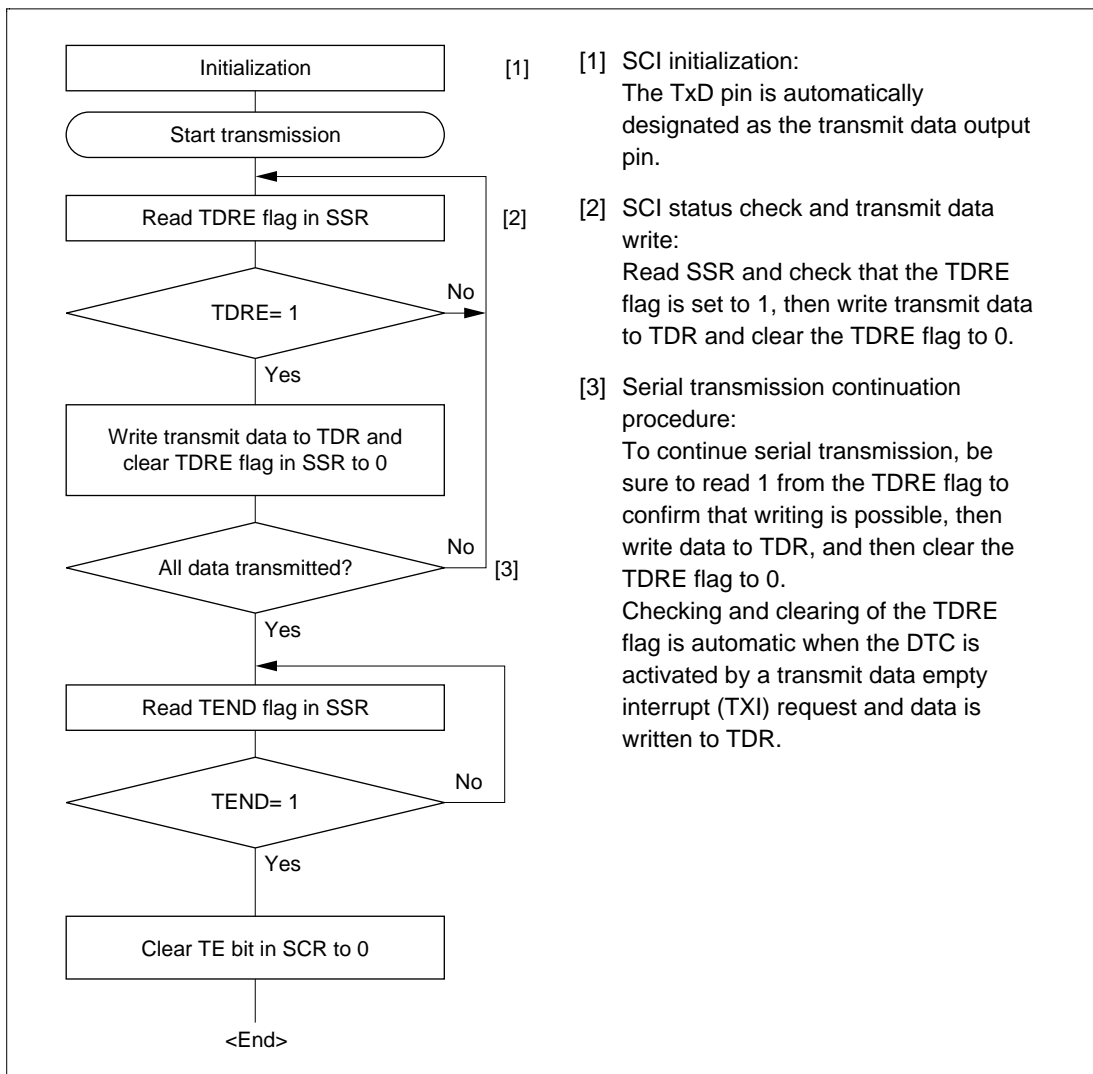 Initialization
[1]
Start transmission
Read TDRE flag in SSR
[2]
TDRE= 1
No
Yes
Write transmit data to TDR and
clear TDRE flag in SSR to 0
All data transmitted?
No
[3]
Yes
Read TEND flag in SSR
TEND= 1
No
Yes
Clear TE bit in SCR to 0
<End>
[1] SCI initialization:
The TxD pin is automatically
designated as the transmit data output
pin.
[2] SCI status check and transmit data
write:
Read SSR and check that the TDRE
flag is set to 1, then write transmit data
to TDR and clear the TDRE flag to 0.
[3] Serial transmission continuation
procedure:
To continue serial transmission, be
sure to read 1 from the TDRE flag to
confirm that writing is possible, then
write data to TDR, and then clear the
TDRE flag to 0.
Checking and clearing of the TDRE
flag is automatic when the DTC is
activated by a transmit data empty
interrupt (TXI) request and data is
written to TDR.